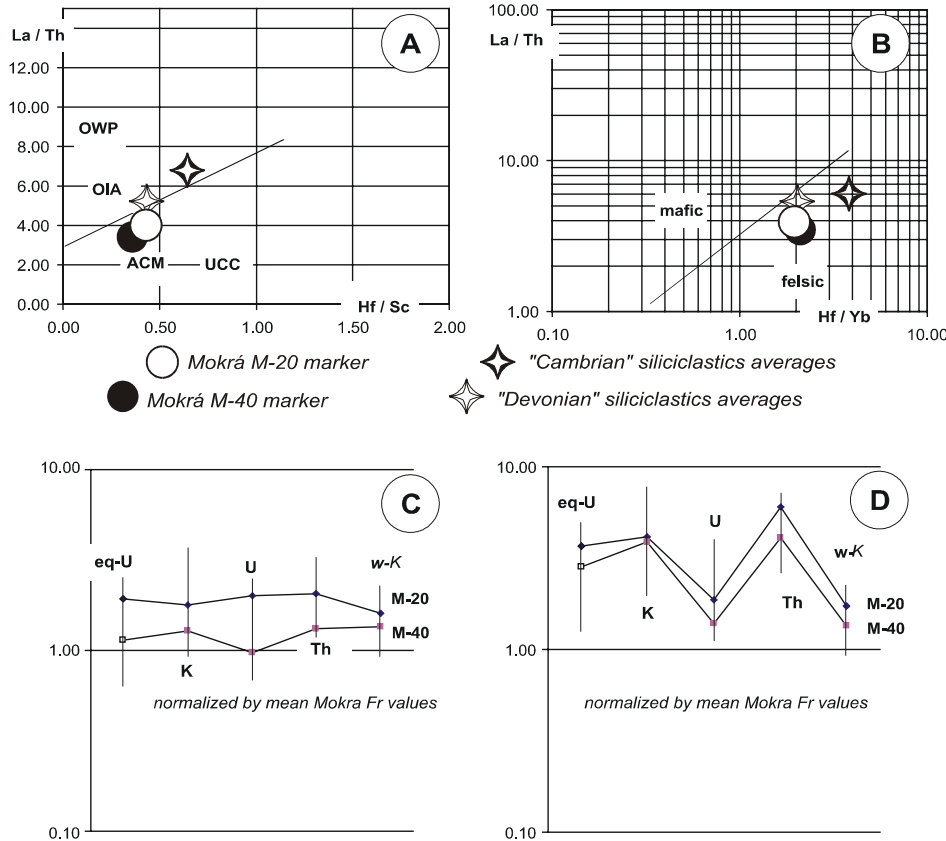 La / Th
A
14.00
12.00
10.00
8.00
6.00
4.00
2.00
0.00
OWP
OIA
ACM
UCC
Hf / Sc
0.00
0.50
1.00
1.50
2.00
100.00
La / Th
B
10.00
mafic
felsic
1.00
Hf / Yb
0.10
1.00
10.00
Mokrá M-20 marker
"Cambrian" siliciclastics averages
Mokrá M-40 marker
"Devonian" siliciclastics averages
10.00
C
eq-U
U
w-K
M-20
M-40
1.00
K
Th
normalized by mean Mokra Fr values
0.10
10.00
D
eq-U
U
w-K
K
Th
M-20
M-40
1.00
normalized by mean Mokra Fr values
0.10